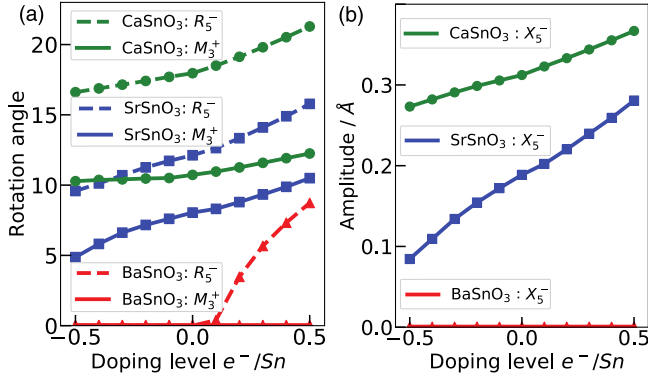 (a)
CaSnO₃: R₅⁻
CaSnO₃: M₃⁺
SrSnO₃: R₅⁻
SrSnO₃: M₃⁺
BaSnO₃: R₅⁻
BaSnO₃: M₃⁺
Rotation angle
20
15
10
5
0
−0.5
0.0
0.5
Doping level e⁻/Sn
(b)
CaSnO₃ : X₅⁻
SrSnO₃ : X₅⁻
BaSnO₃ : X₅⁻
Amplitude / Å
0.3
0.2
0.1
0.0
−0.5
0.0
0.5
Doping level e⁻/Sn